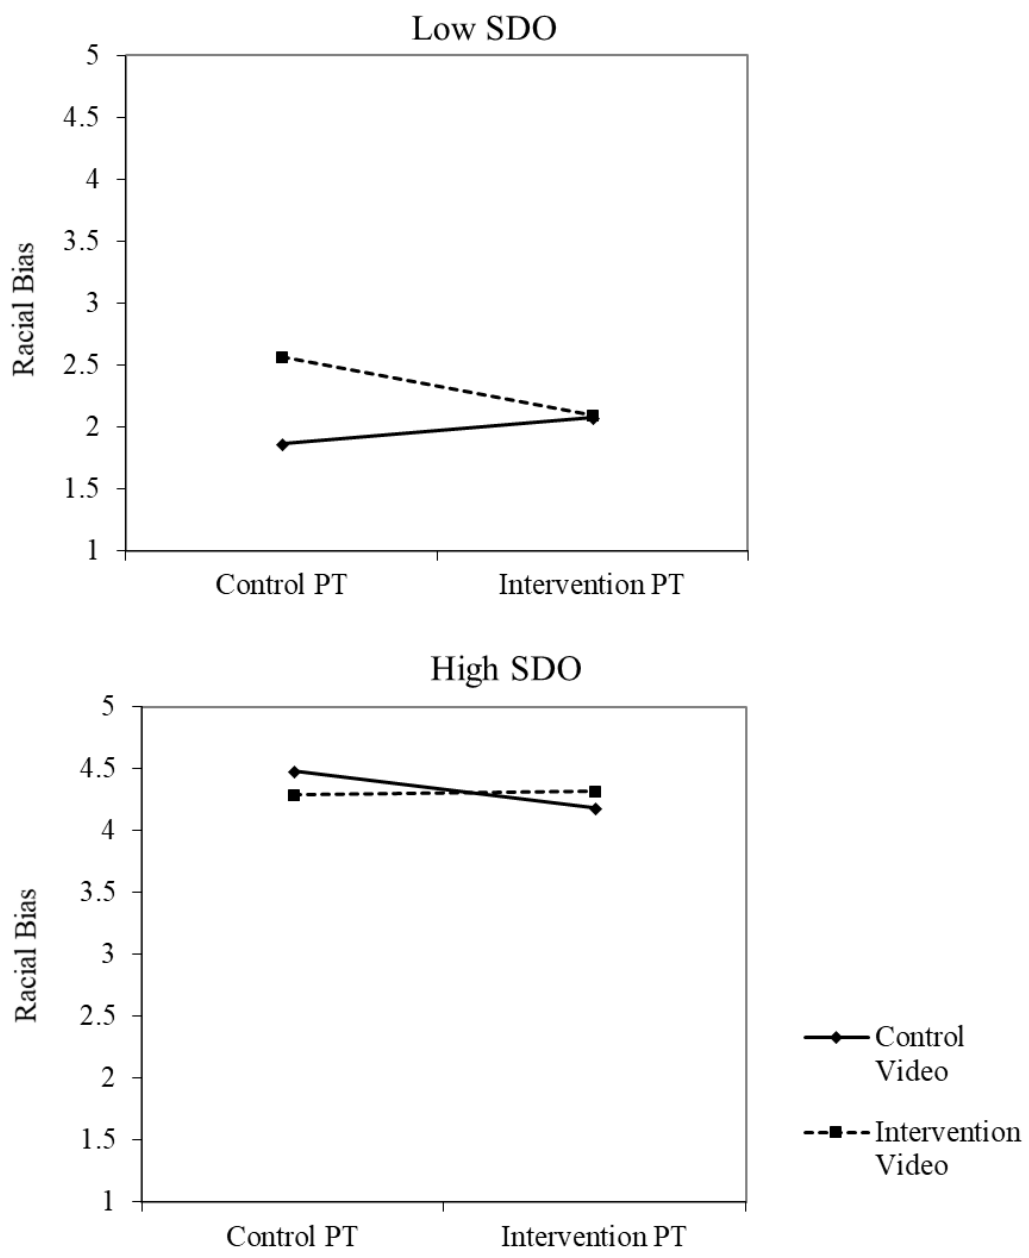 Low SDO
5
4.5
4
3.5
3
2.5
2
1.5
1
Racial Bias
Control PT
Intervention PT
High SDO
5
4.5
4
3.5
3
2.5
2
1.5
1
Racial Bias
Control PT
Intervention PT
Control
Video
Intervention
Video